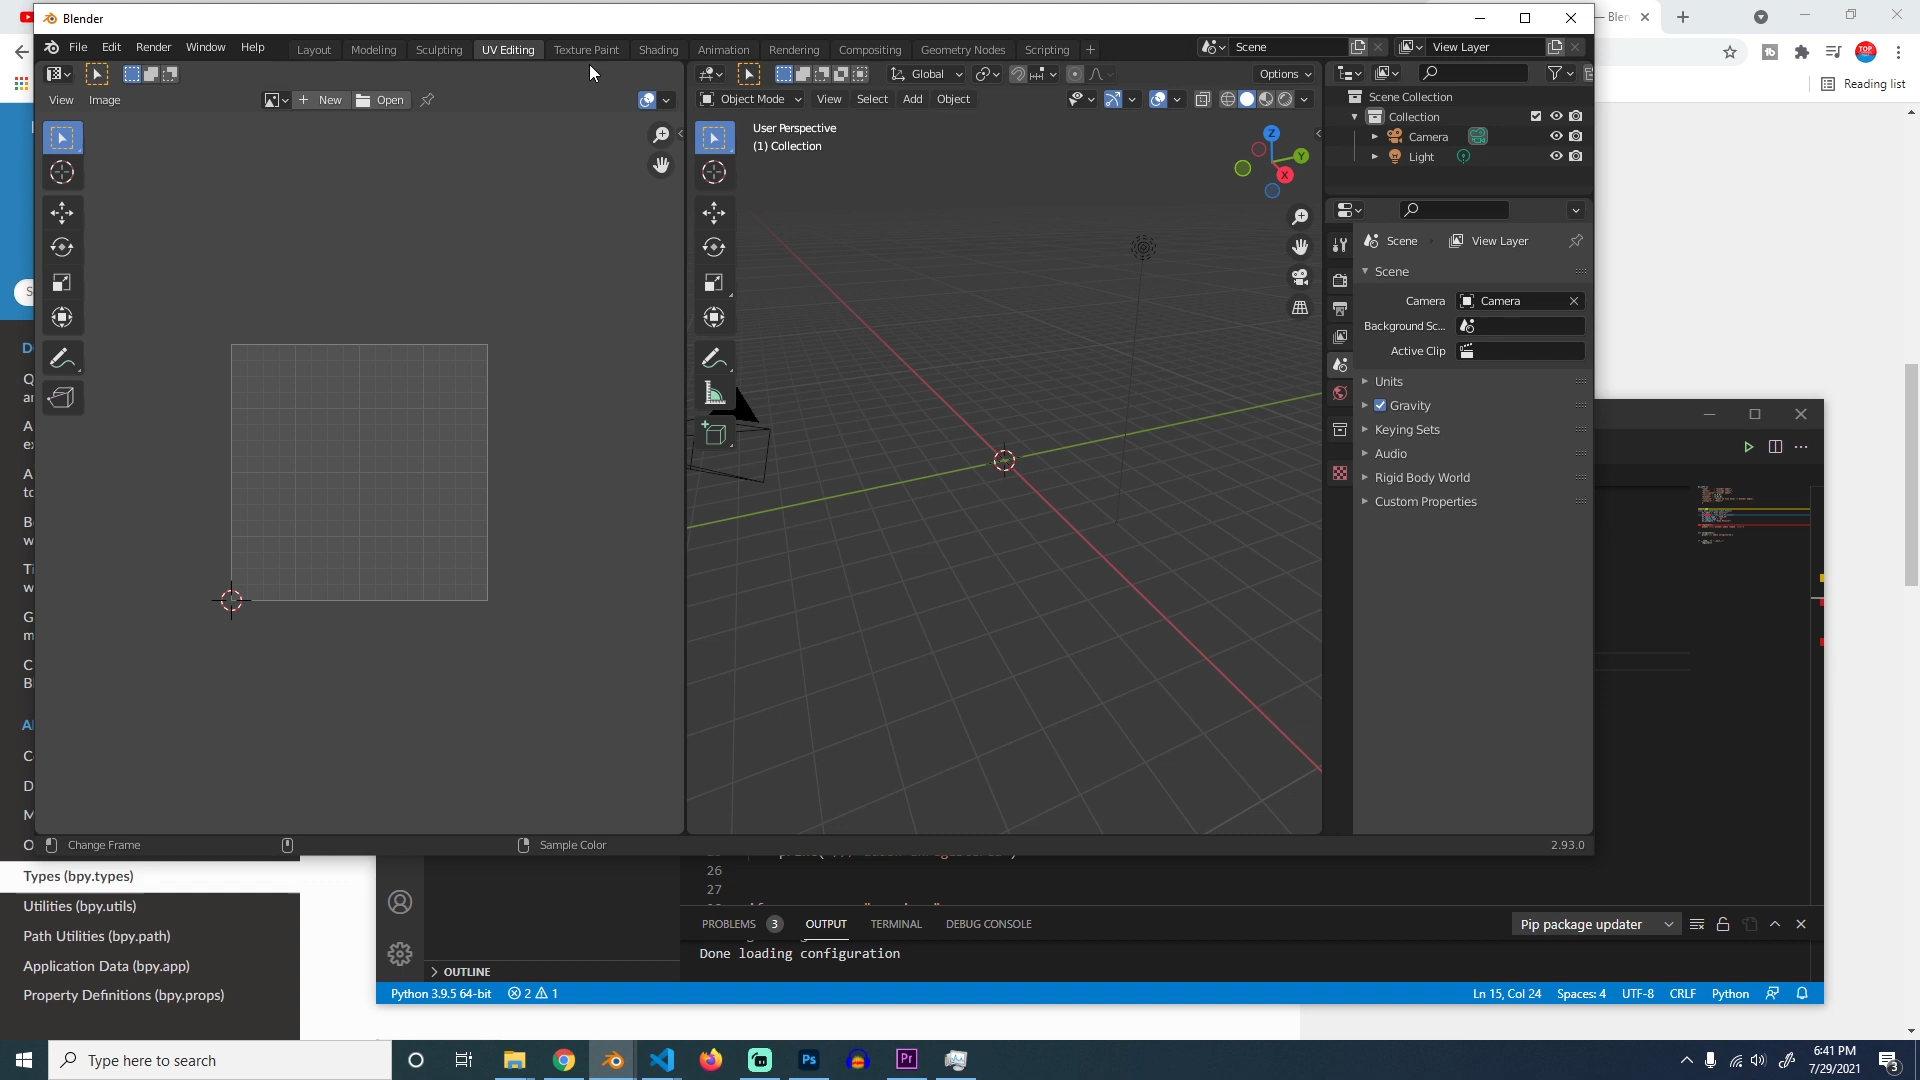 Blender
Blen
File Edit Render Window Help
Layout Modeling Sculpting UV Editing Texture Paint Shading Animation Rendering Compositing Geometry Nodes Scripting +
Scene
View Layer
Reading list
View Image
New Open
Global
Options
Object Mode View Select Add Object
User Perspective
(1) Collection
Z
Y
X
Scene Collection
Collection
Camera
Light
Scene View Layer
Scene
Camera Camera
Background Sc...
Active Clip
Units
Gravity
Keying Sets
Audio
Rigid Body World
Custom Properties
Change Frame
Sample Color
2.93.0
Types (bpy.types)
Utilities (bpy.utils)
Path Utilities (bpy.path)
Application Data (bpy.app)
Property Definitions (bpy.props)
26
27
PROBLEMS 3 OUTPUT TERMINAL DEBUG CONSOLE
Pip package updater
Done loading configuration
OUTLINE
Python 3.9.5 64-bit 2 1
Ln 15, Col 24 Spaces: 4 UTF-8 CRLF Python
Type here to search
Ps
Pr
6:41 PM
7/29/2021
3